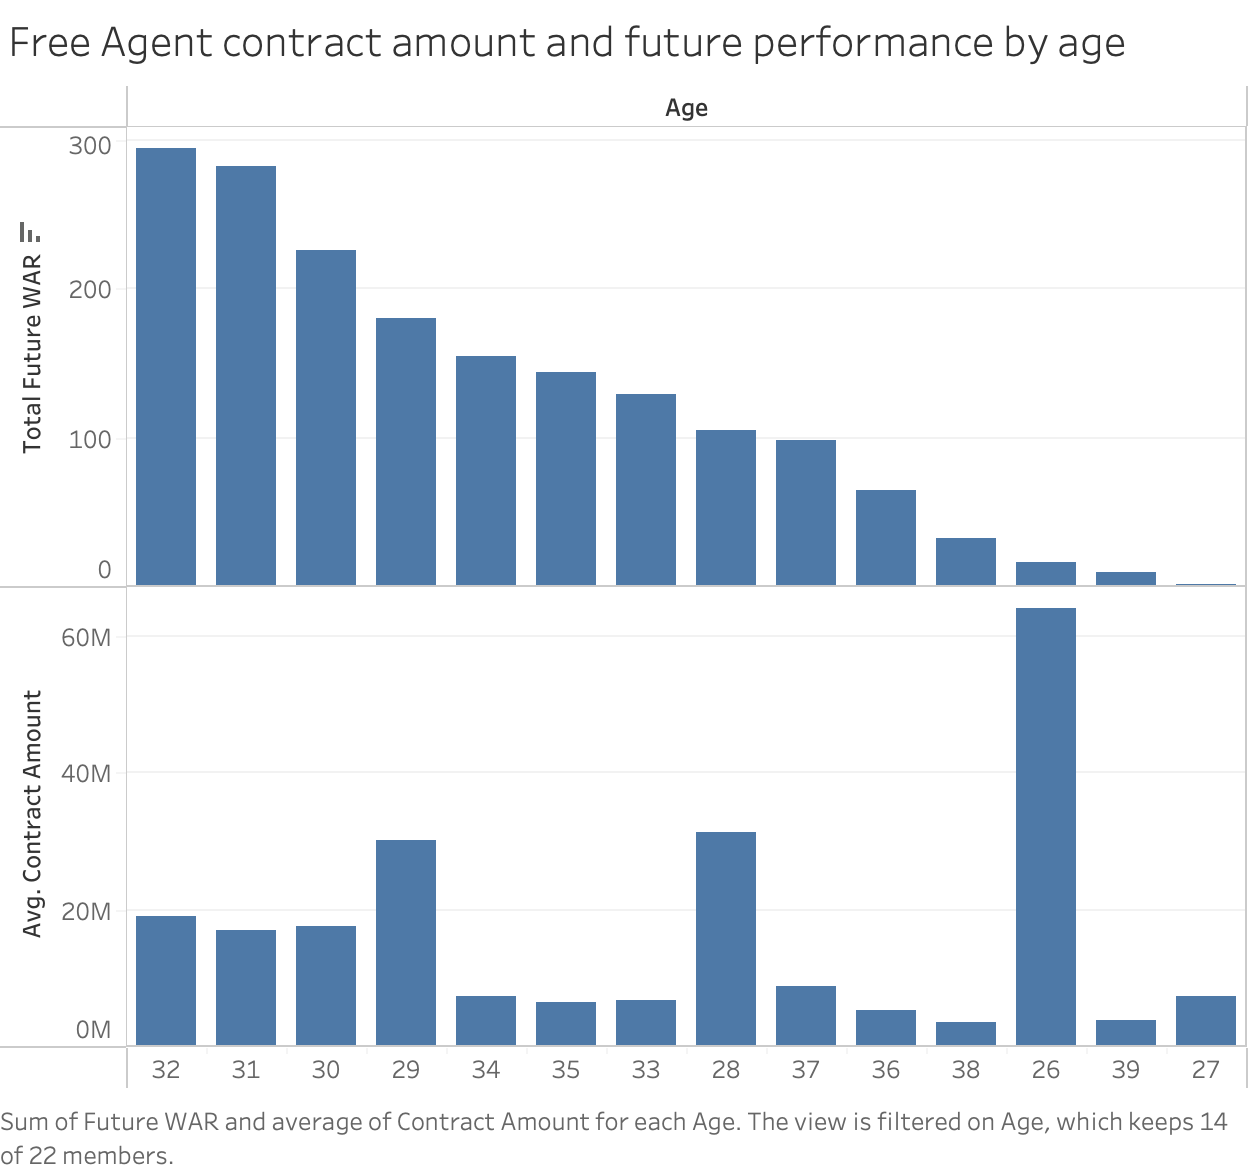 Free Agent contract amount and future performance by age
Age
Total Future WAR
300
200
100
0
Avg. Contract Amount
60M
40M
20M
0M
32 31 30 29 34 35 33 28 37 36 38 26 39 27
Sum of Future WAR and average of Contract Amount for each Age. The view is filtered on Age, which keeps 14
of 22 members.